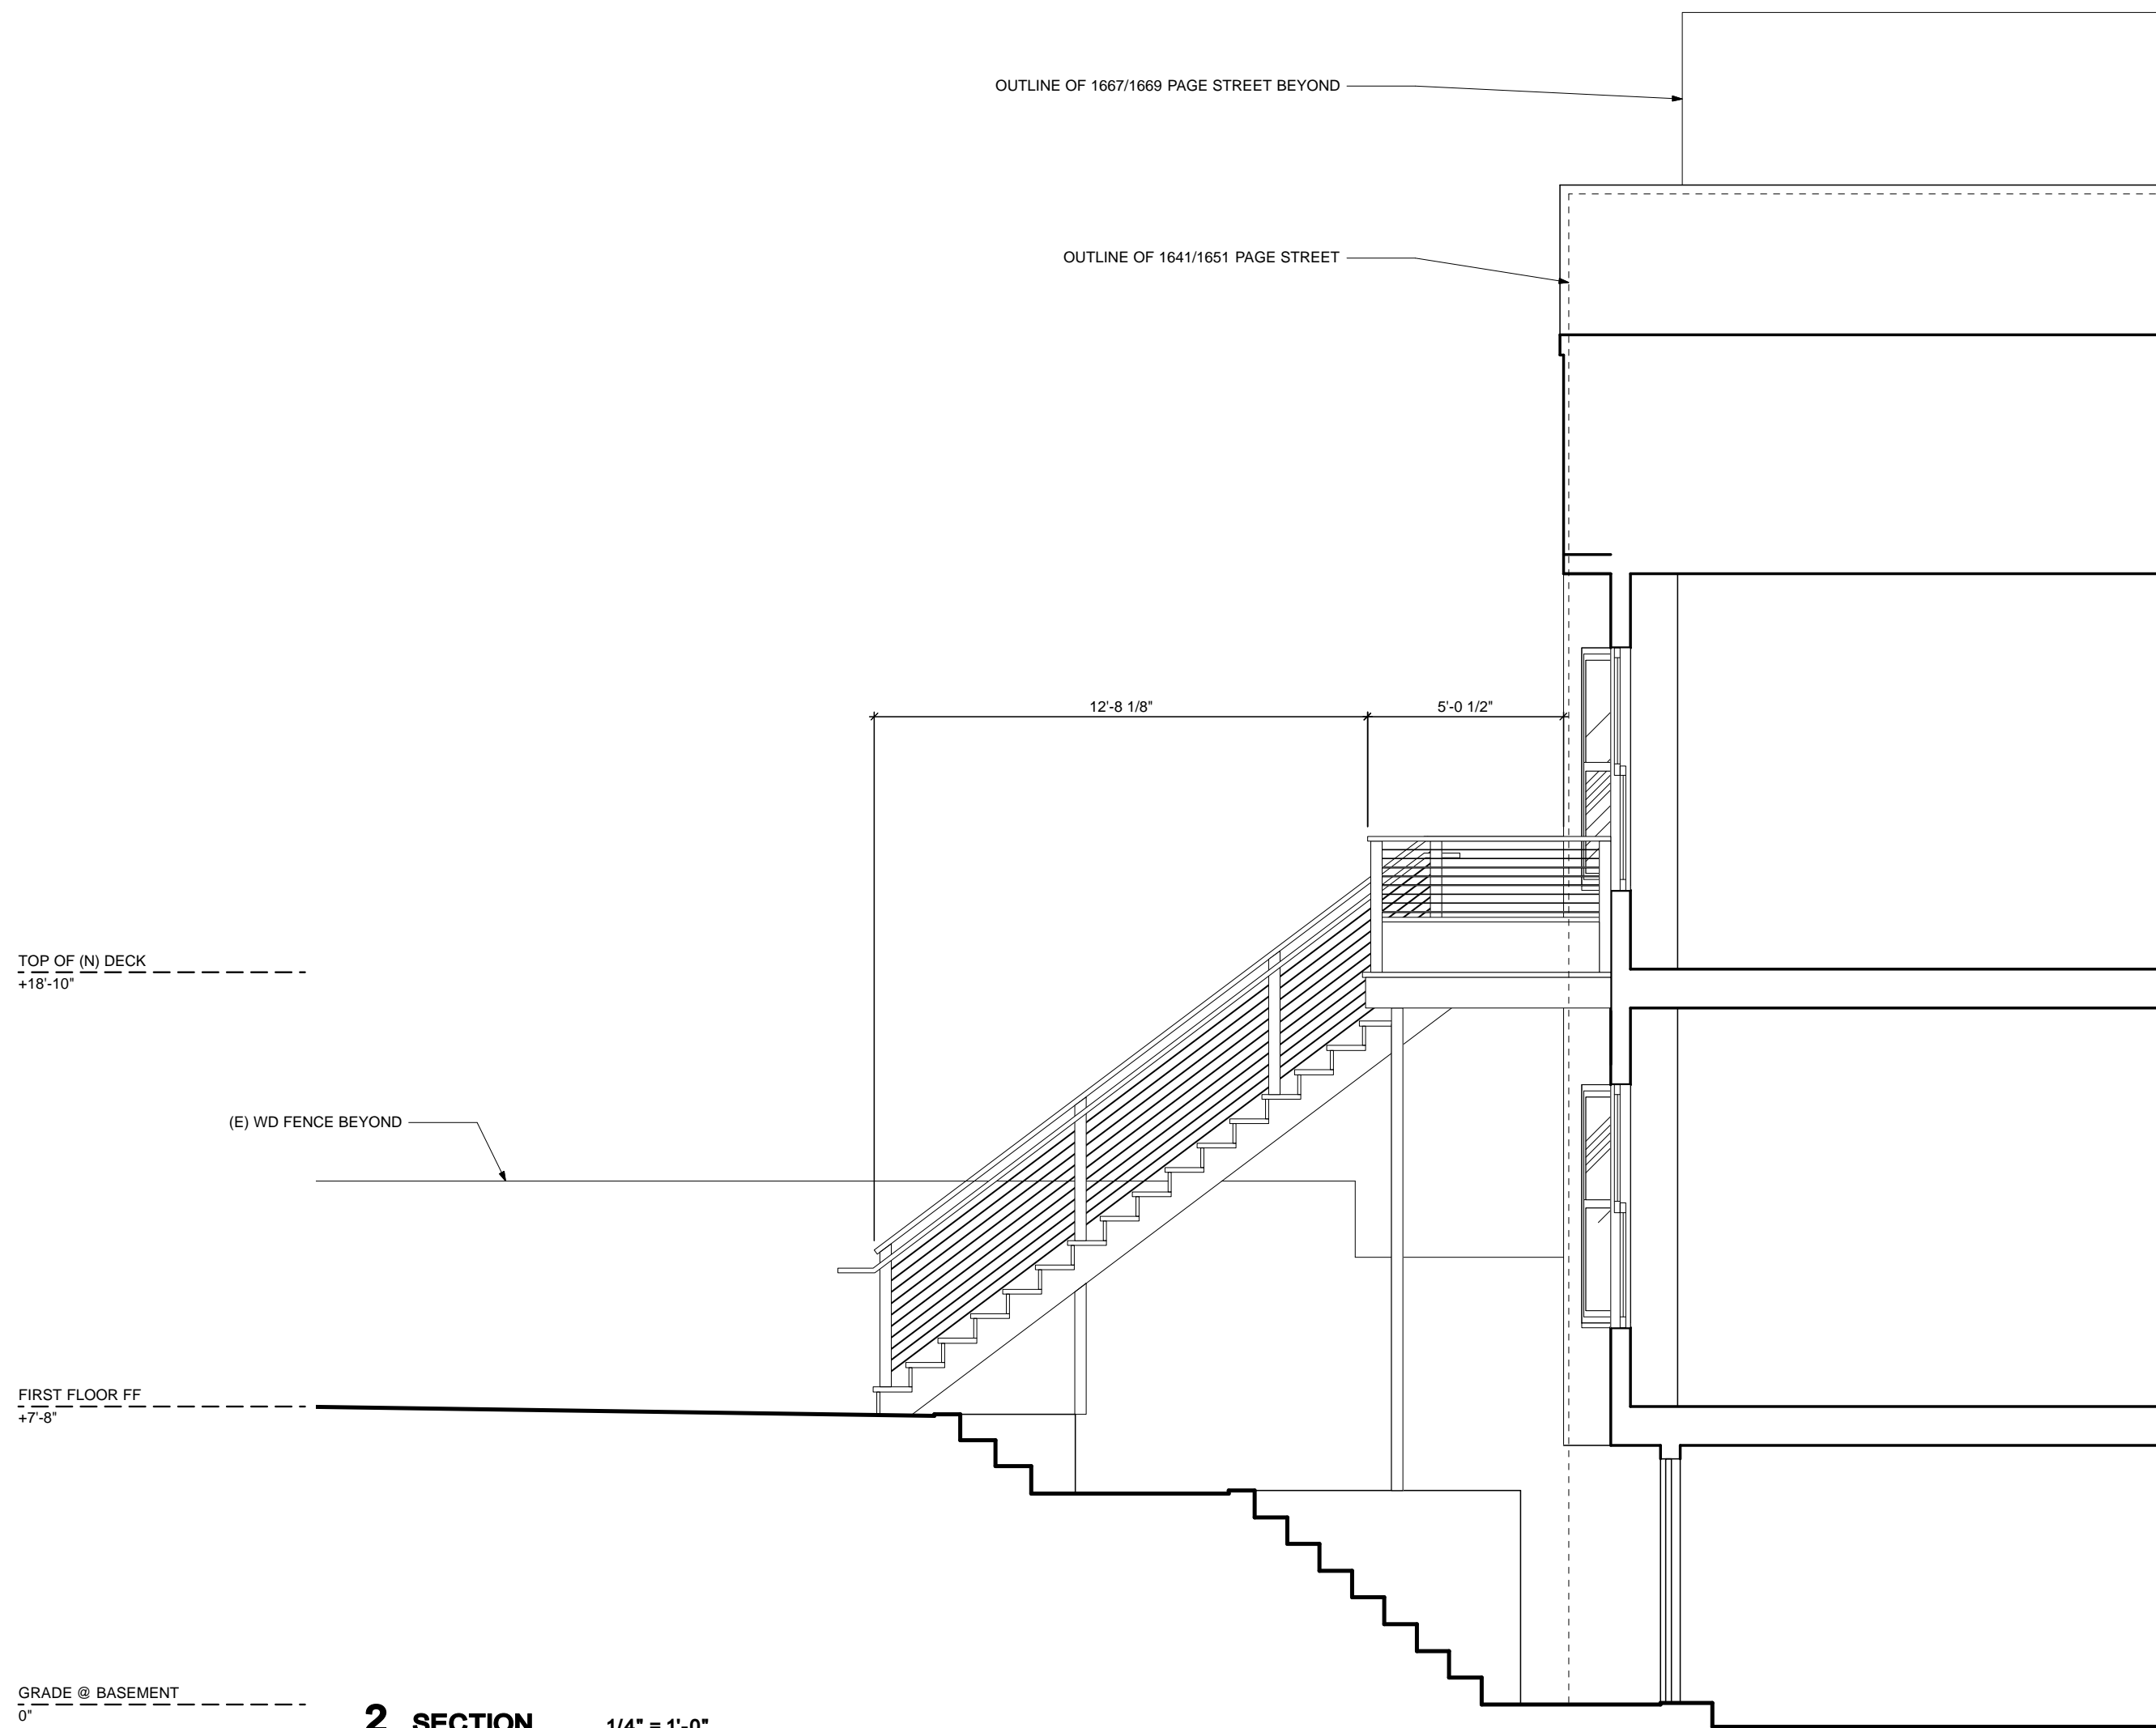 OUTLINE OF 1667/1669 PAGE STREET BEYOND
OUTLINE OF 1641/1651 PAGE STREET
12'-8 1/8"
5'-0 1/2"
TOP OF (N) DECK
+18'-10"
(E) WD FENCE BEYOND
FIRST FLOOR FF
+7'-8"
GRADE @ BASEMENT
0"
2 SECTION 1/4" = 1'-0"